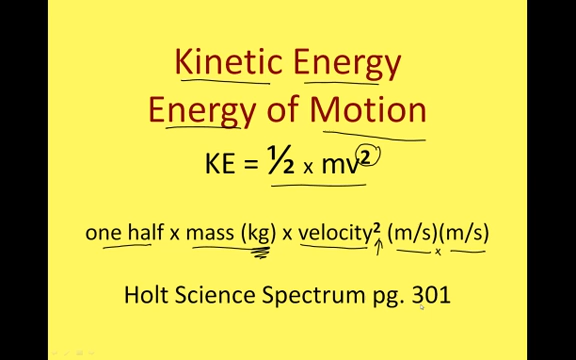 Kinetic Energy
Energy of Motion
KE = ½ x mv²
one half x mass (kg) x velocity² (m/s)(m/s)
x
Holt Science Spectrum pg. 301